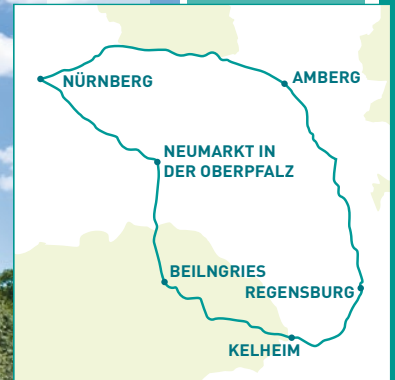 NÜRNBERG
AMBERG
NEUMARKT IN
DER OBERPFALZ
BEILNGRIES
REGENSBURG
KELHEIM